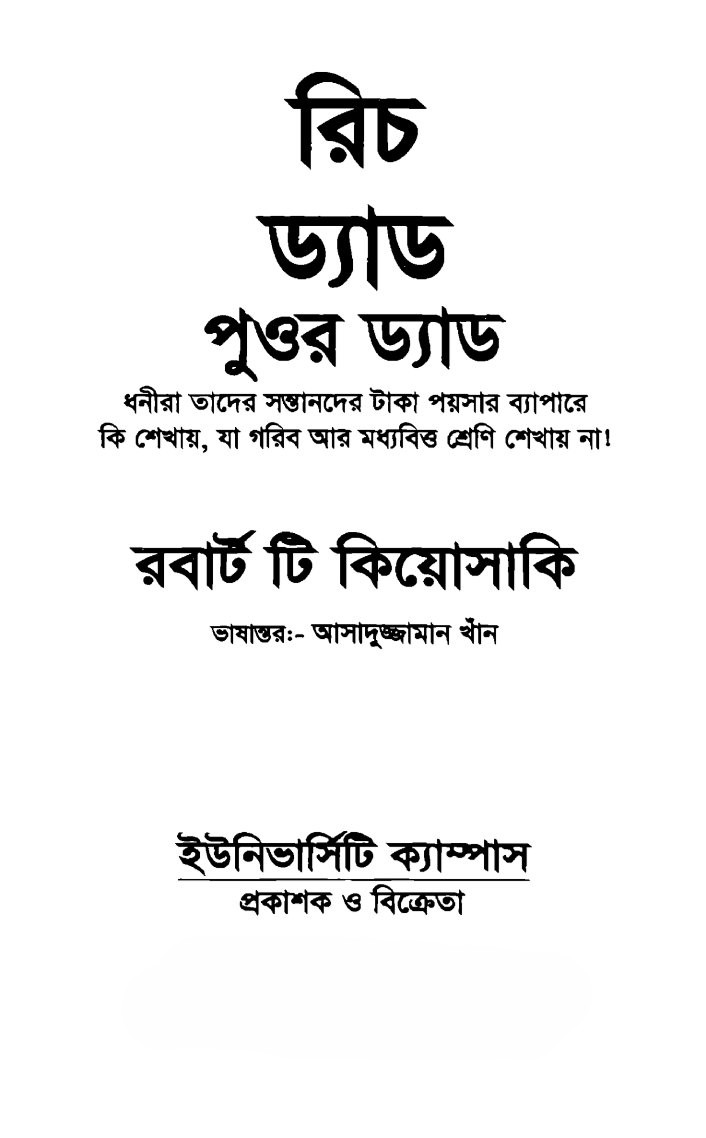 রিচ
ড্যাড
পুওর ড্যাড
ধনীরা তাদের সন্তানদের টাকা পয়সার ব্যাপারে
কি শেখায়, যা গরিব আর মধ্যবিত্ত শ্রেণি শেখায় না!
রবার্ট টি কিয়োসাকি
ভাষান্তর:- আসাদুজ্জামান খাঁন
ইউনিভার্সিটি ক্যাম্পাস
প্রকাশক ও বিক্রেতা